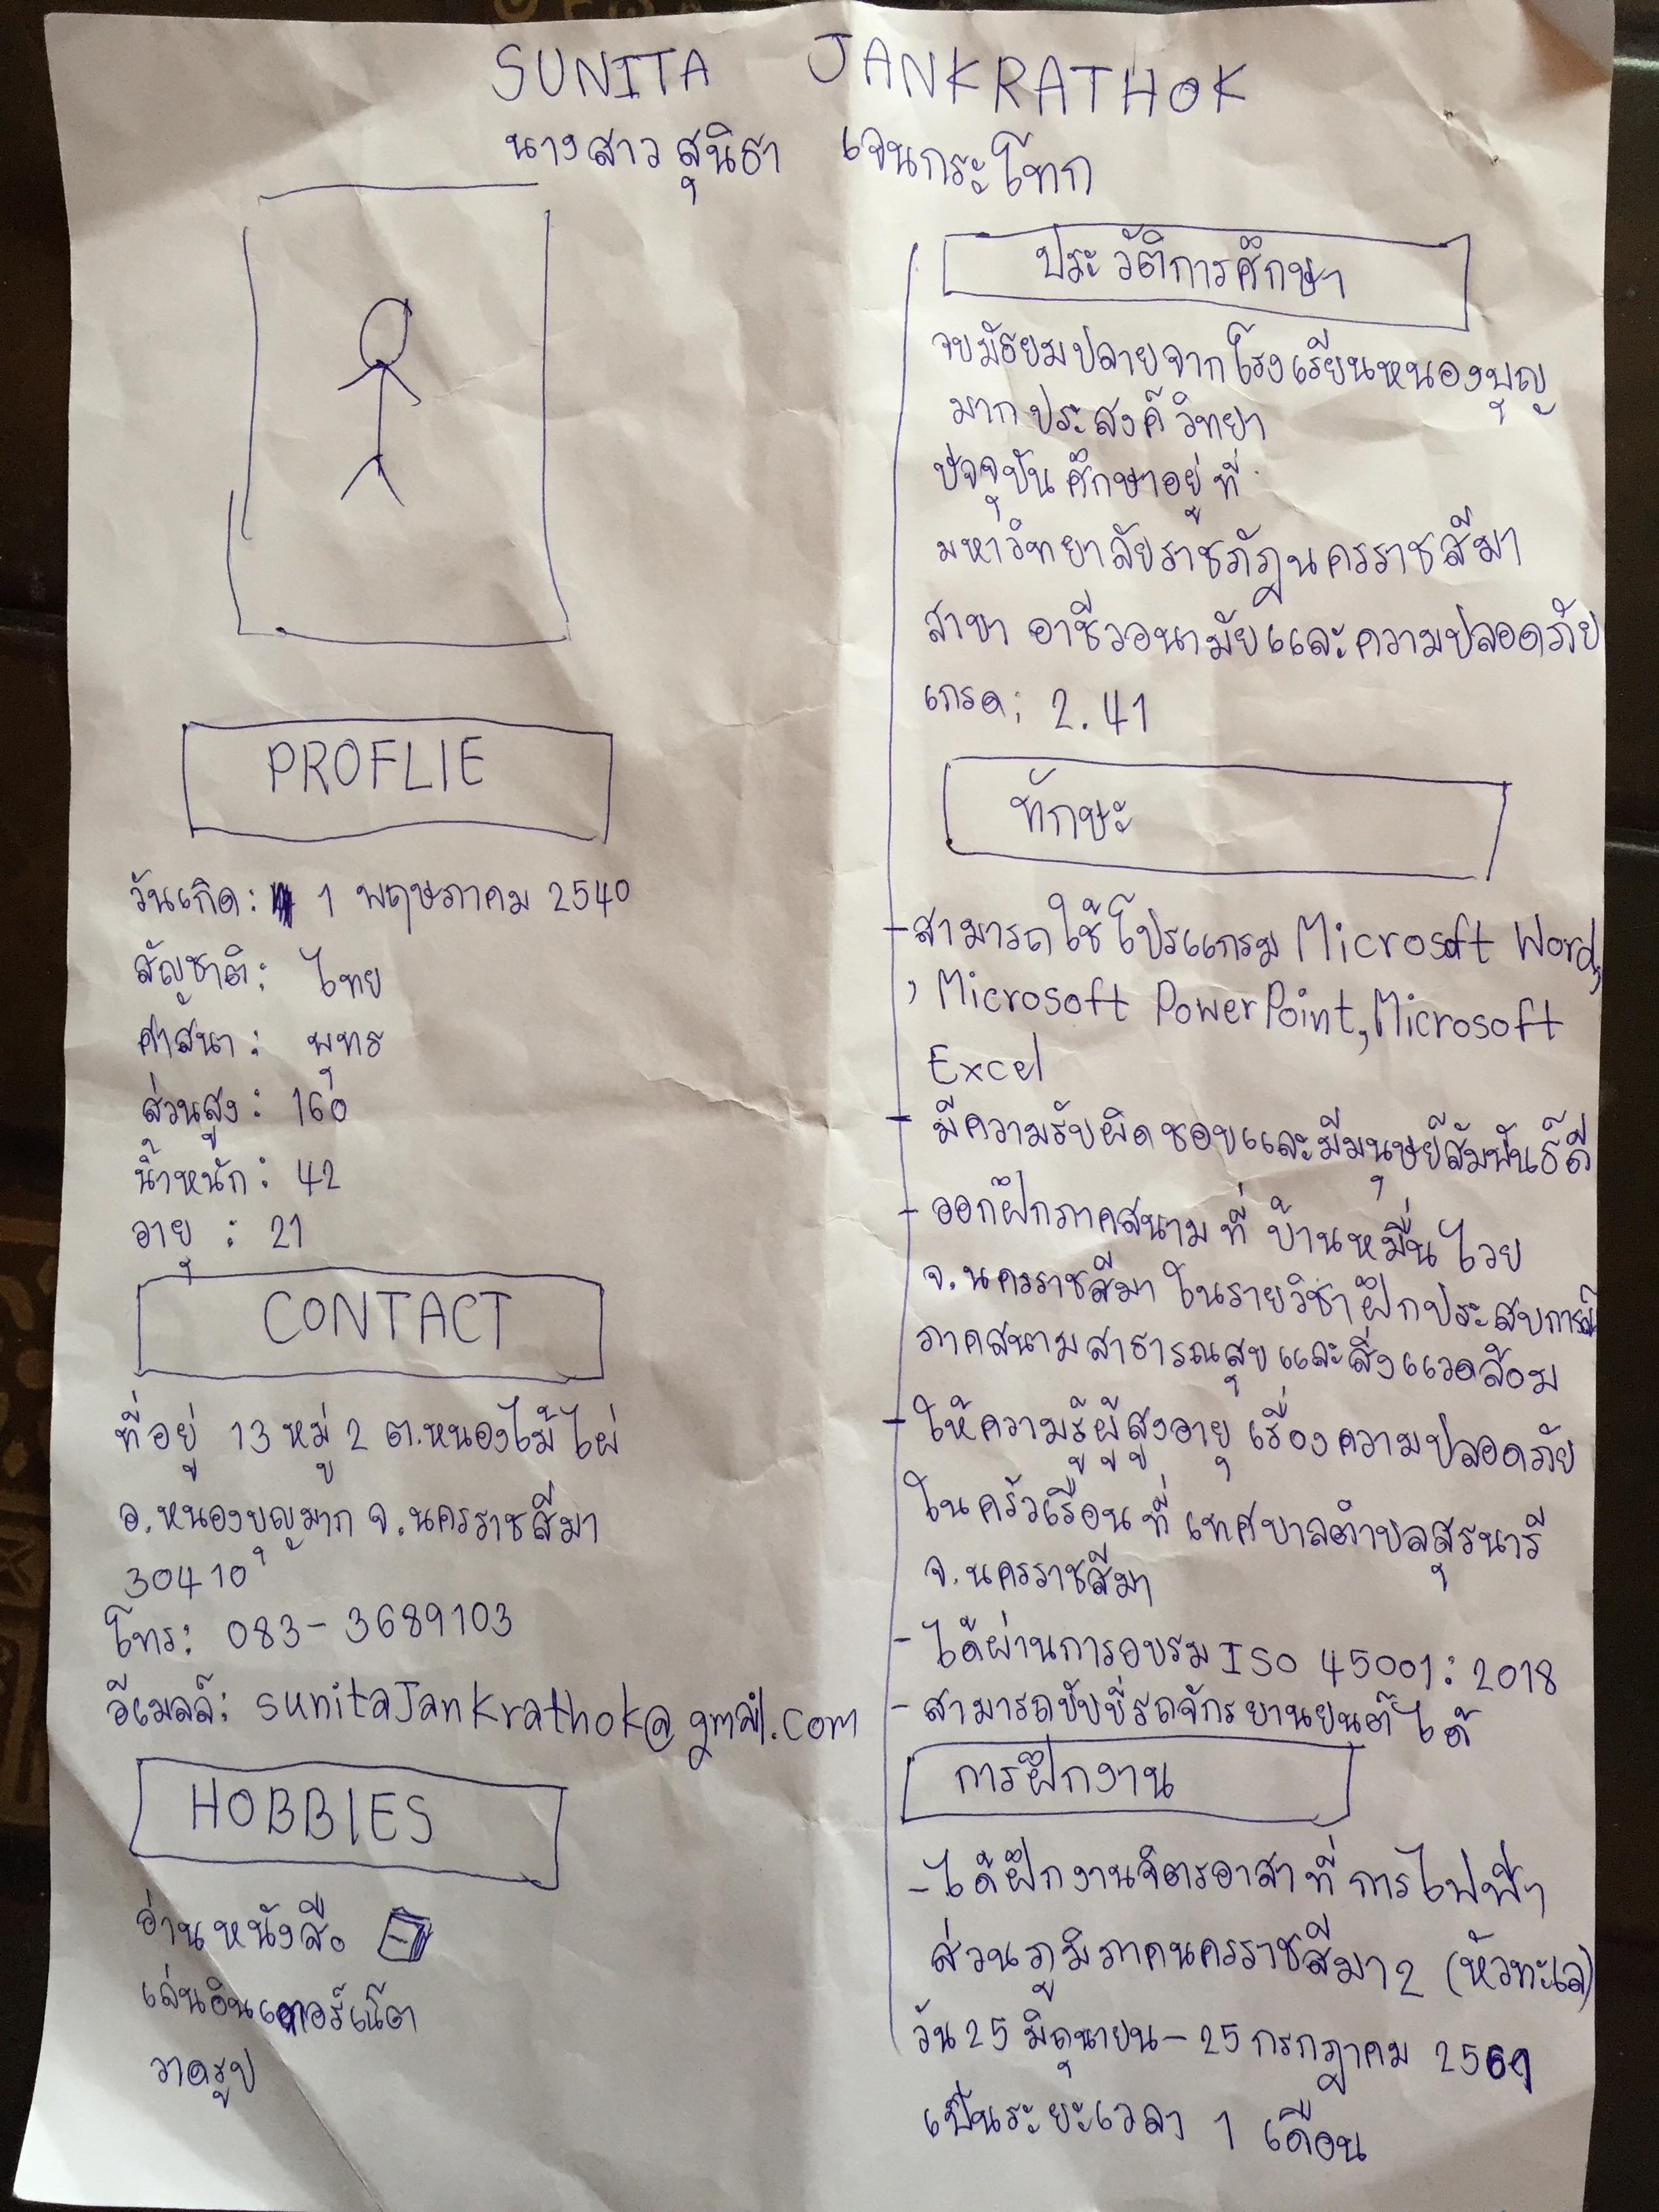 SUNITA JANKRATHOK
นางสาวสุนิธา เจนกระโทก
PROFLIE
วันเกิด: 1 พฤษภาคม 2540
สัญชาติ: ไทย
ศาสนา: พุทธ
ส่วนสูง: 160
น้ำหนัก: 42
อายุ : 21
CONTACT
ที่อยู่ 13 หมู่ 2 ต.หนองไม้ไผ่
อ.หนองบุญมาก จ.นครราชสีมา
30410
โทร: 083-3689103
อีเมลล์: sunitaJankrathok@gmail.com
HOBBIES
อ่านหนังสือ
เล่นอินเตอร์เน็ต
วาดรูป
ประวัติการศึกษา
จบมัธยมปลายจากโรงเรียนหนองบุญ
มากประสงค์วิทยา
ปัจจุบันศึกษาอยู่ที่
มหาวิทยาลัยราชภัฎนครราชสีมา
สาขา อาชีวอนามัยและความปลอดภัย
เกรด: 2.41
ทักษะ
-สามารถใช้โปรแกรม Microsoft Word,
, Microsoft PowerPoint, Microsoft
Excel
- มีความรับผิดชอบและมีมนุษย์สัมพันธ์ดี
- ออกฝึกภาคสนามที่ บ้านหมื่นไวย
จ.นครราชสีมา ในรายวิชาฝึกประสบการณ์
ภาคสนามสาธารณสุขและสิ่งแวดล้อม
- ให้ความรู้ผู้สูงอายุ เรื่องความปลอดภัย
ในครัวเรือนที่ เทศบาลตำบลสุรนารี
จ.นครราชสีมา
- ได้ผ่านการอบรม ISO 45001: 2018
- สามารถขับขี่รถจักรยานยนต์ได้
การฝึกงาน
- ได้ฝึกงานจิตรอาสาที่ การไฟฟ้า
ส่วนภูมิภาคนครราชสีมา 2 (หัวทะเล)
วัน 25 มิถุนายน - 25 กรกฎาคม 2561
เป็นระยะเวลา 1 เดือน